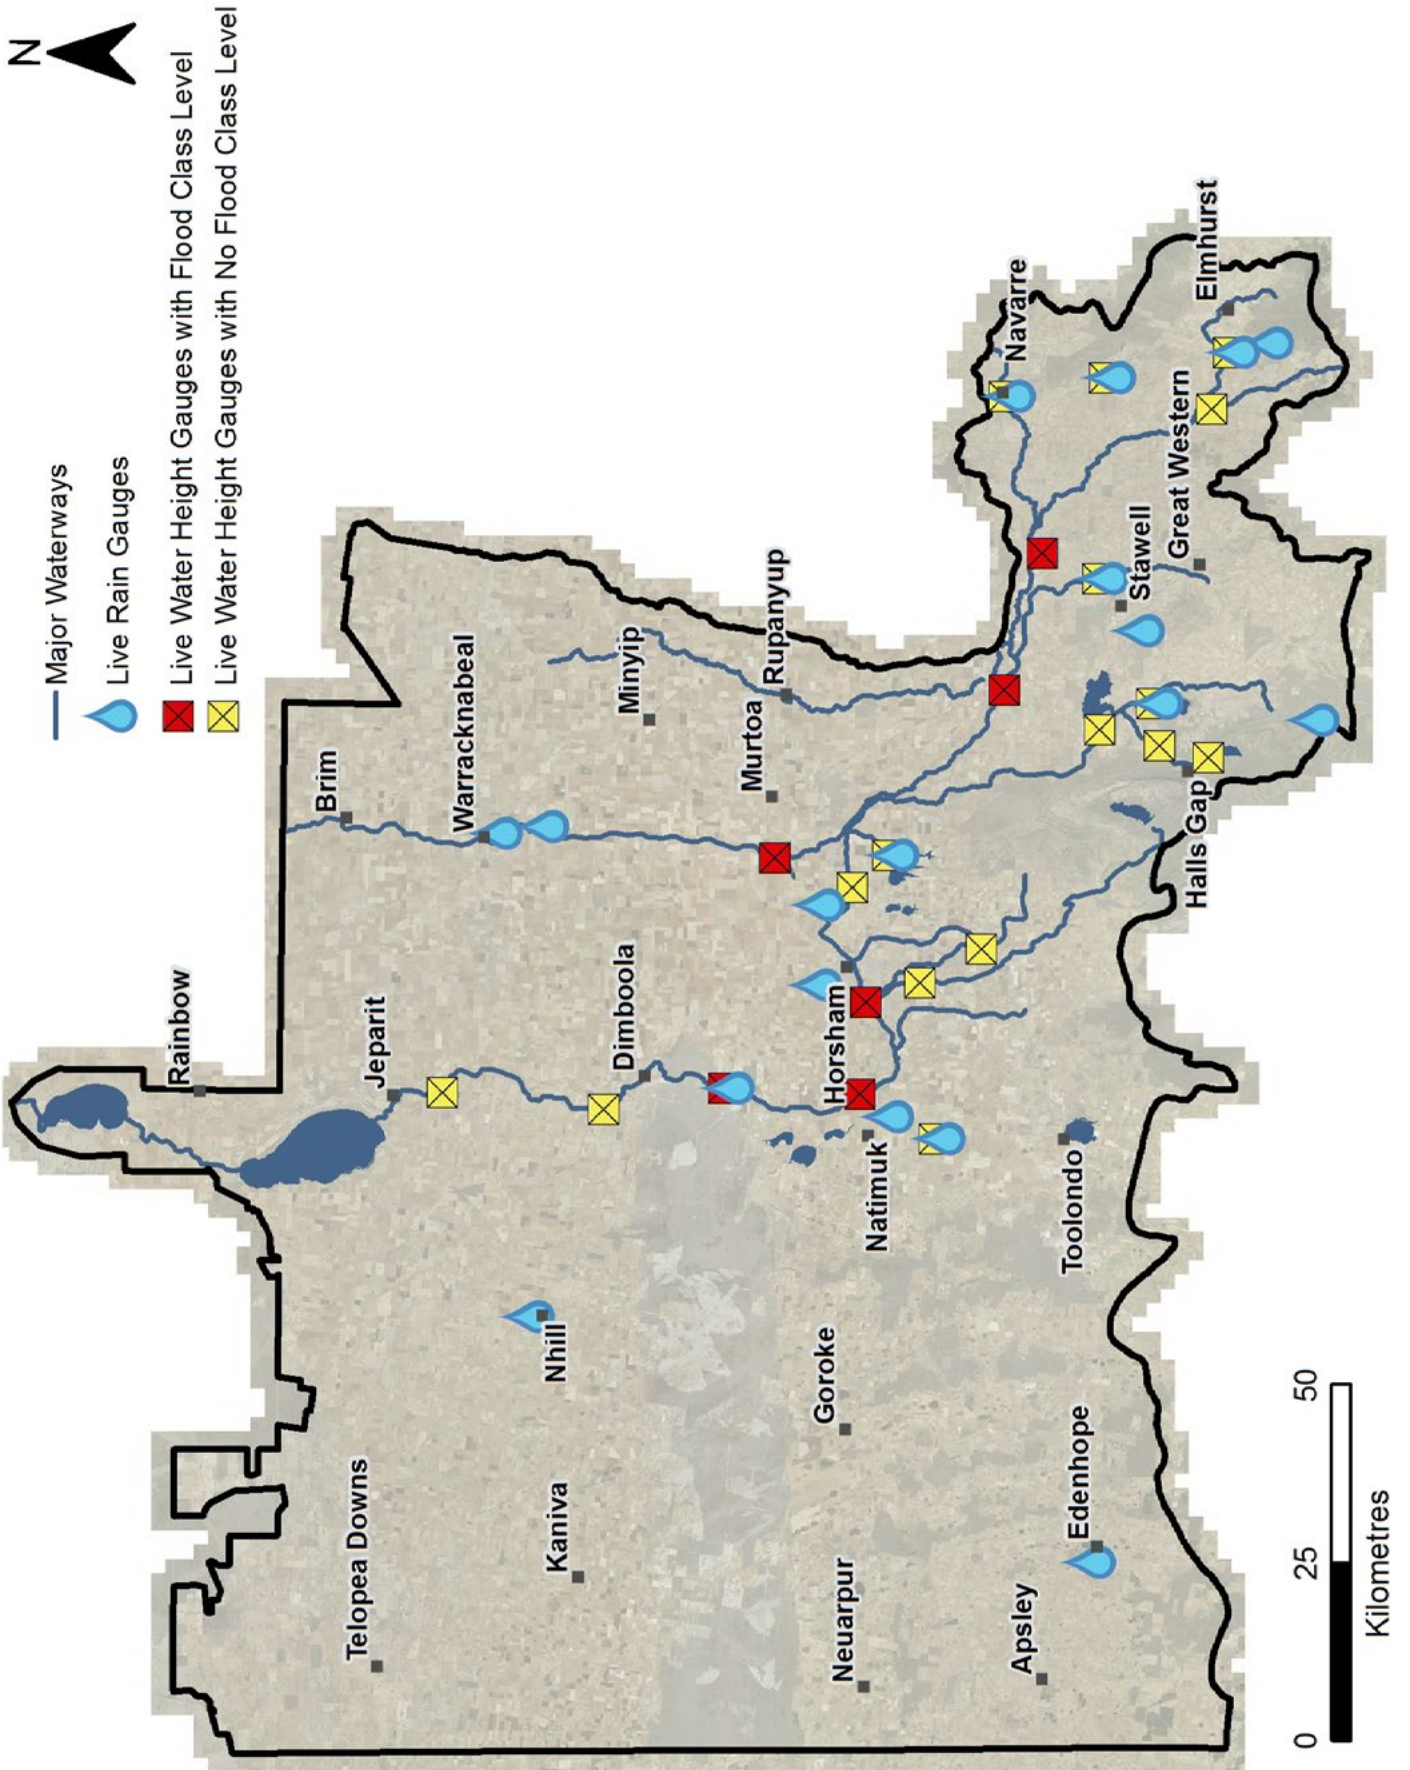 N
Major Waterways
Live Rain Gauges
Live Water Height Gauges with Flood Class Level
Live Water Height Gauges with No Flood Class Level
Rainbow
Brim
Telopea Downs
Jeparit
Warracknabeal
Nhill
Kaniva
Dimboola
Minyip
Murtoa
Rupanyup
Neuarpur
Goroke
Horsham
Natimuk
Navarre
Apsley
Edenhope
Toolondo
Stawell
Great Western
Halls Gap
Elmhurst
0 25 50
Kilometres